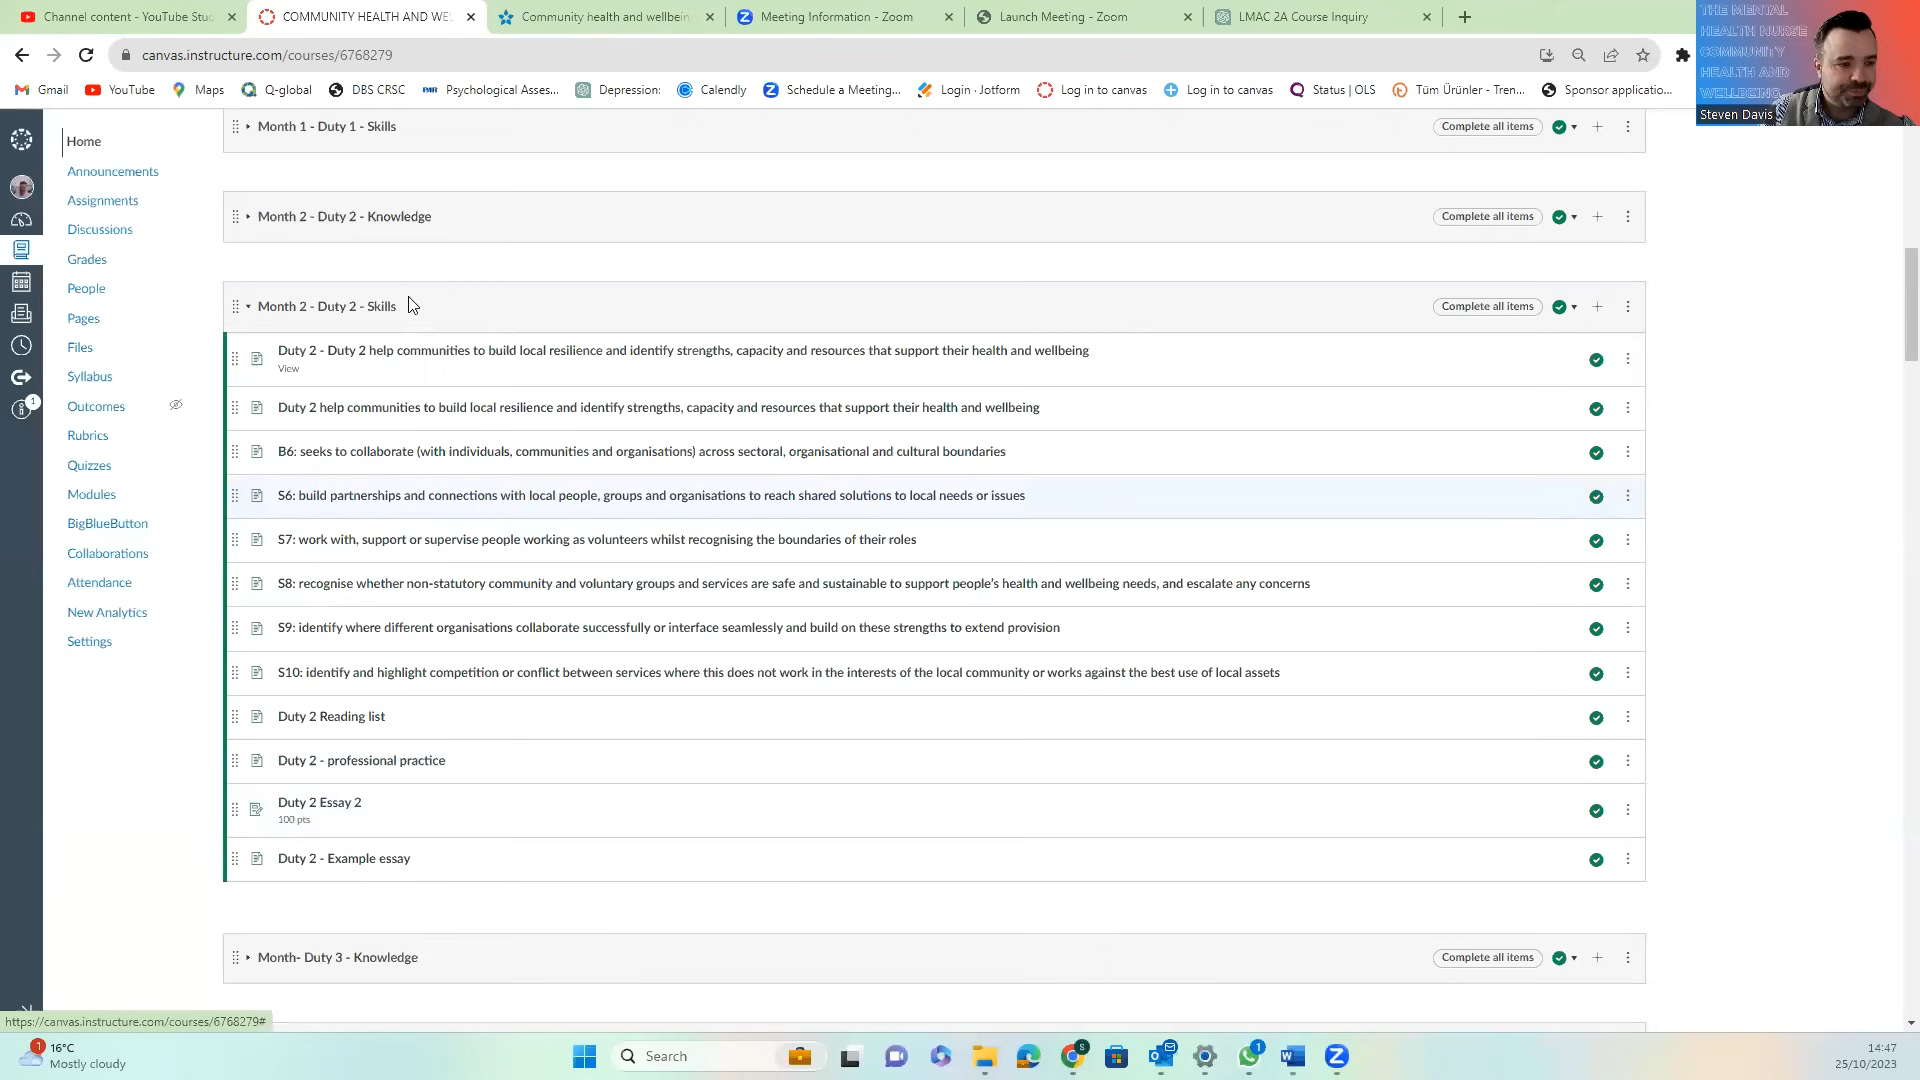 Channel content - YouTube Stu
COMMUNITY HEALTH AND WE
Community health and wellbein
Meeting Information - Zoom
Launch Meeting - Zoom
LMAC 2A Course Inquiry
canvas.instructure.com/courses/6768279
Gmail
YouTube
Maps
Q-global
DBS CRSC
PAR
Psychological Asses...
Depression:
Calendly
Schedule a Meeting...
Login · Jotform
Log in to canvas
Log in to canvas
Status | OLS
Tüm Ürünler - Tren...
Sponsor applicatio...
THE MENTAL
HEALTH NURSE
COMMUNITY
HEALTH AND
WELLBEING
Steven Davis
Home
Announcements
Assignments
Discussions
Grades
People
Pages
Files
Syllabus
Outcomes
Rubrics
Quizzes
Modules
BigBlueButton
Collaborations
Attendance
New Analytics
Settings
1
Month 1 - Duty 1 - Skills
Complete all items
Month 2 - Duty 2 - Knowledge
Complete all items
Month 2 - Duty 2 - Skills
Complete all items
Duty 2 - Duty 2 help communities to build local resilience and identify strengths, capacity and resources that support their health and wellbeing
View
Duty 2 help communities to build local resilience and identify strengths, capacity and resources that support their health and wellbeing
B6: seeks to collaborate (with individuals, communities and organisations) across sectoral, organisational and cultural boundaries
S6: build partnerships and connections with local people, groups and organisations to reach shared solutions to local needs or issues
S7: work with, support or supervise people working as volunteers whilst recognising the boundaries of their roles
S8: recognise whether non-statutory community and voluntary groups and services are safe and sustainable to support people's health and wellbeing needs, and escalate any concerns
S9: identify where different organisations collaborate successfully or interface seamlessly and build on these strengths to extend provision
S10: identify and highlight competition or conflict between services where this does not work in the interests of the local community or works against the best use of local assets
Duty 2 Reading list
Duty 2 - professional practice
Duty 2 Essay 2
100 pts
Duty 2 - Example essay
Month- Duty 3 - Knowledge
Complete all items
https://canvas.instructure.com/courses/6768279#
1
16°C
Mostly cloudy
Search
S
1
14:47
25/10/2023